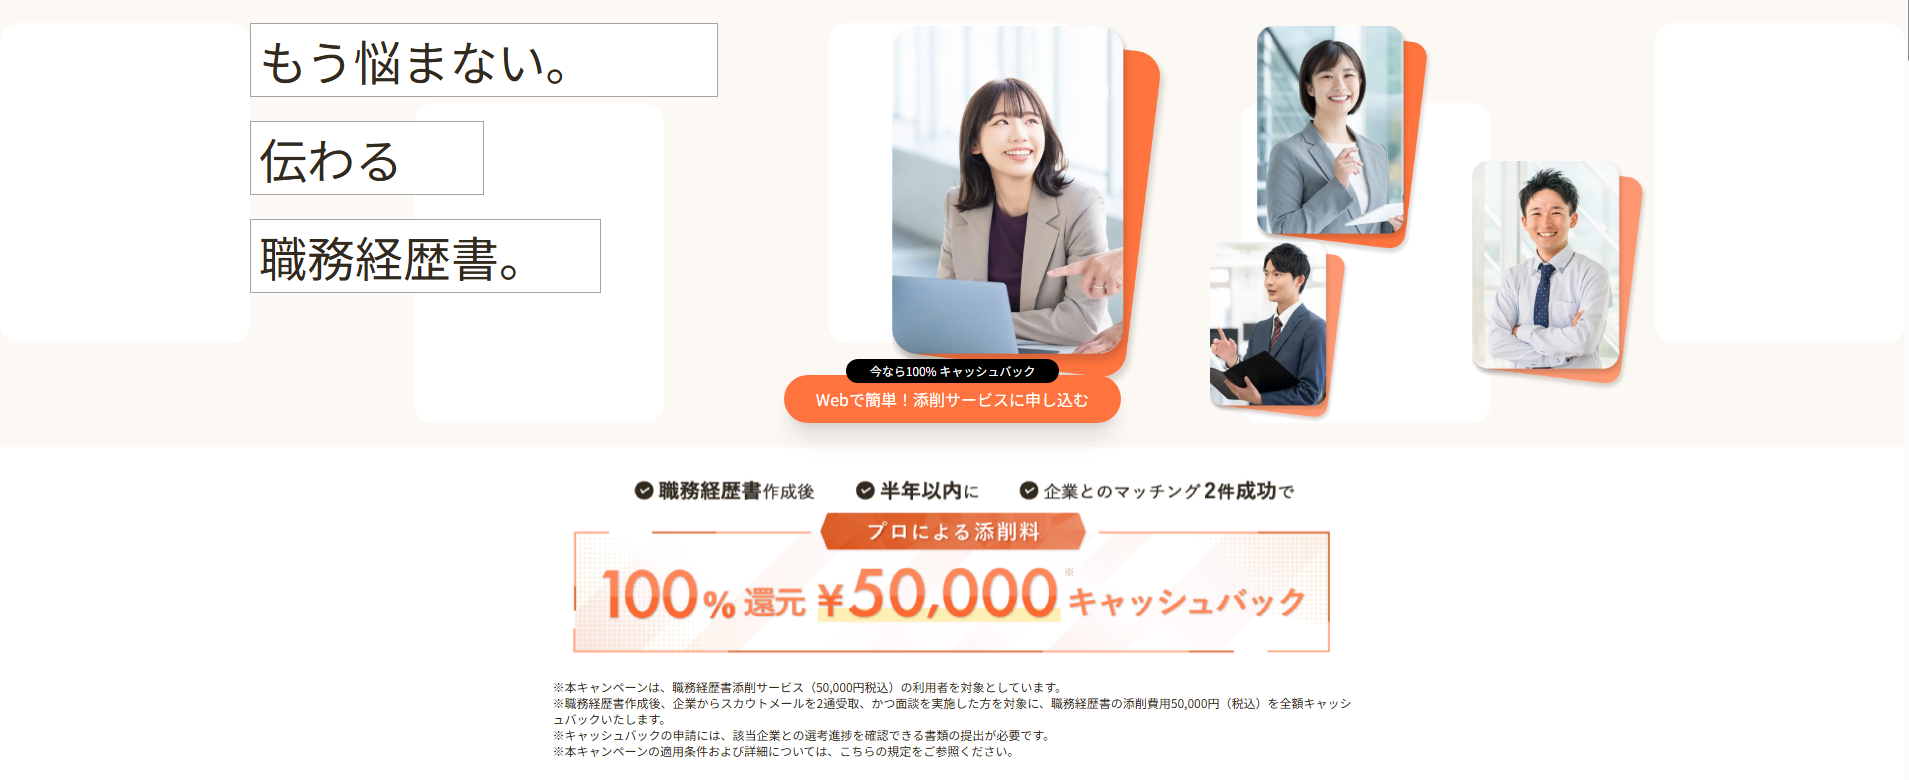 もう悩まない。
伝わる
職務経歴書。
今なら100% キャッシュバック
Webで簡単！添削サービスに申し込む
職務経歴書作成後 半年以内に 企業とのマッチング2件成功で
プロによる添削料
100%還元 ¥50,000※キャッシュバック
※本キャンペーンは、職務経歴書添削サービス（50,000円税込）の利用者を対象としています。
※職務経歴書作成後、企業からスカウトメールを2通受取、かつ面談を実施した方を対象に、職務経歴書の添削費用50,000円（税込）を全額キャッシ
ュバックいたします。
※キャッシュバックの申請には、該当企業との選考進捗を確認できる書類の提出が必要です。
※本キャンペーンの適用条件および詳細については、こちらの規定をご参照ください。